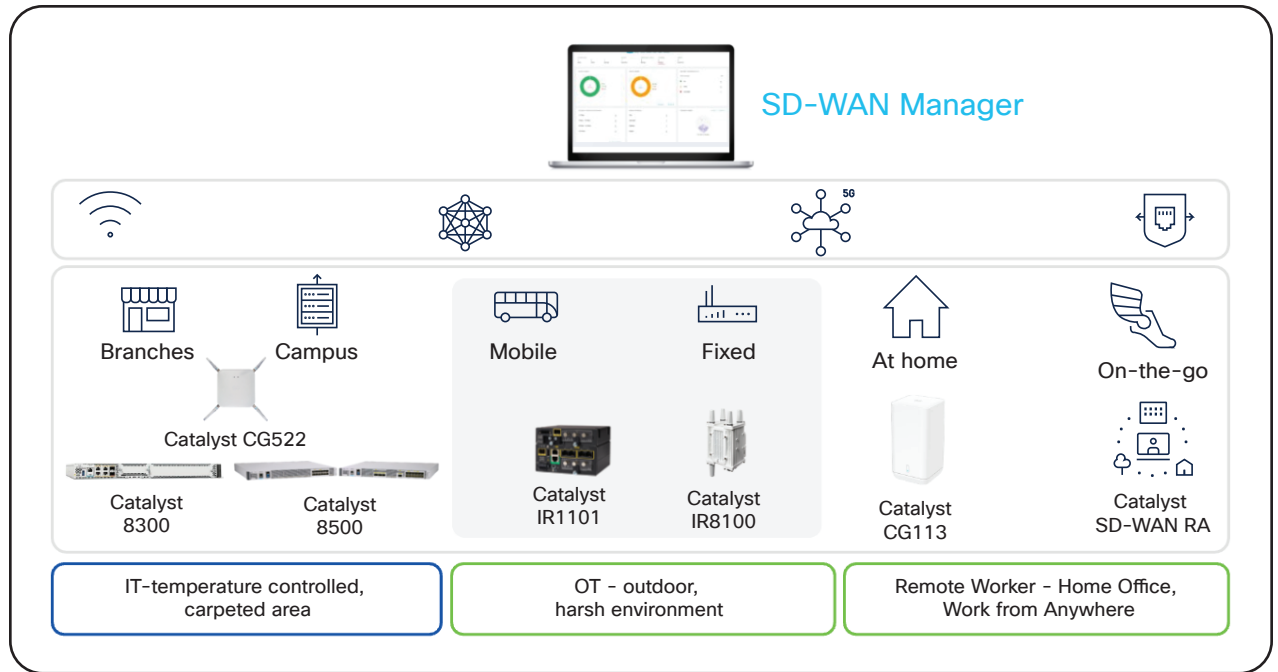 SD-WAN Manager
5G
Branches
Campus
Mobile
Fixed
At home
On-the-go
Catalyst CG522
Catalyst
8300
Catalyst
8500
Catalyst
IR1101
Catalyst
IR8100
Catalyst
CG113
Catalyst
SD-WAN RA
IT-temperature controlled,
carpeted area
OT - outdoor,
harsh environment
Remote Worker - Home Office,
Work from Anywhere